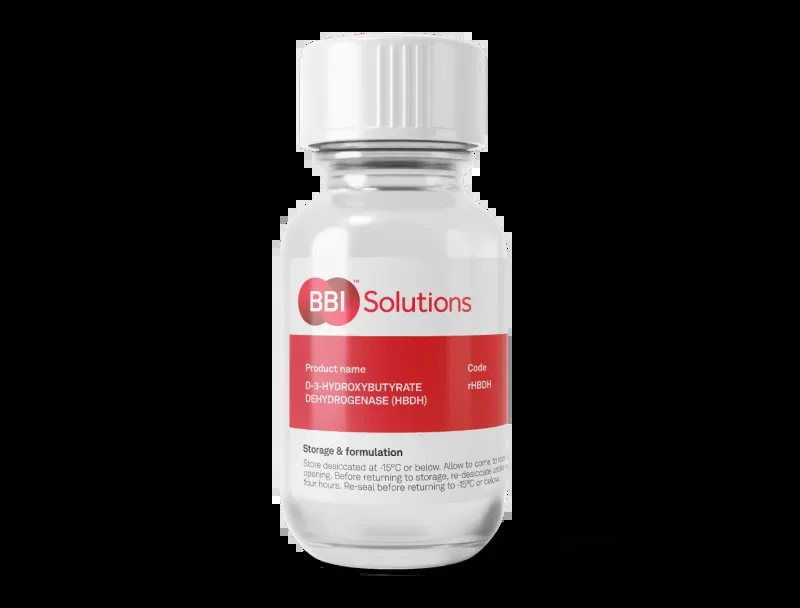 BBI Solutions™
Product name
D-3-HYDROXYBUTYRATE
DEHYDROGENASE (HBDH)
Code
rHBDH
Storage & formulation
Store desiccated at -15°C or below. Allow to come to
opening. Before returning to storage, re-desiccate under
four hours. Re-seal before returning to -15°C or below.